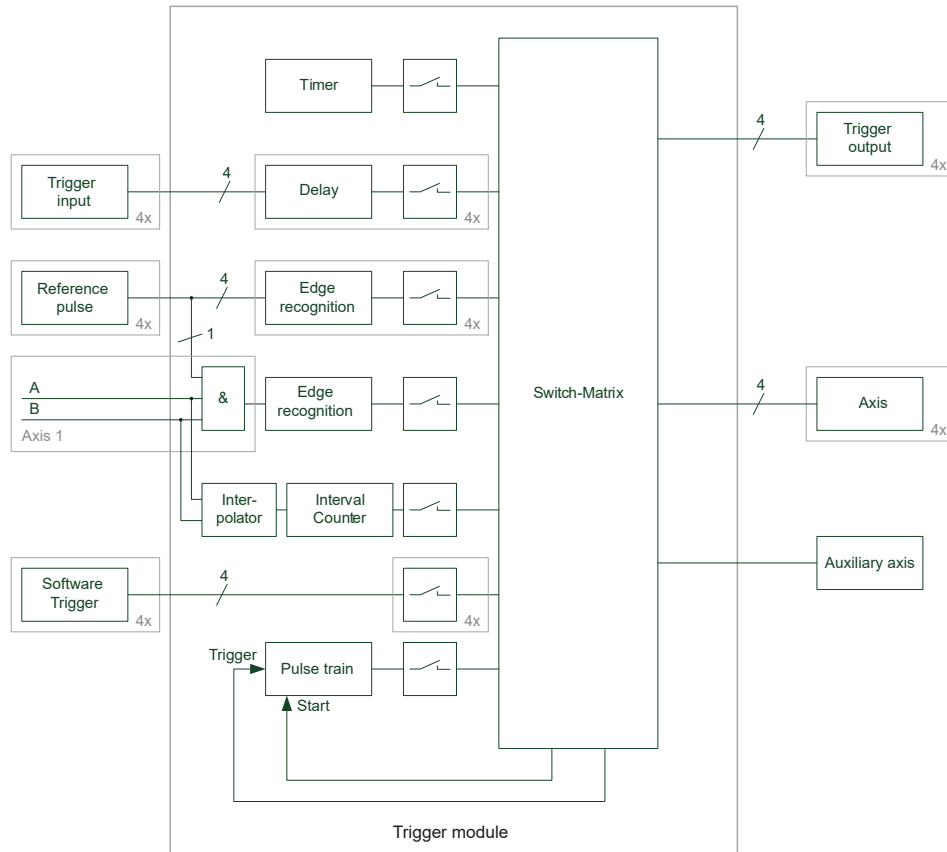 Timer
4
Trigger
output
4x
Trigger
input
4x
4
Delay
4x
Reference
pulse
4x
4
Edge
recognition
4x
1
A
B
Axis 1
&
Edge
recognition
Switch-Matrix
4
Axis
4x
Inter-
polator
Interval
Counter
Auxiliary axis
Software
Trigger
4x
4
4x
Trigger
Pulse train
Start
Trigger module